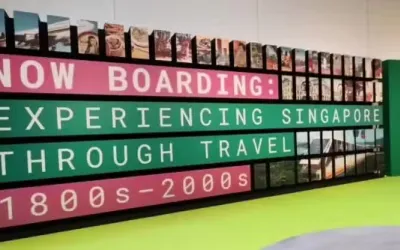 NOW BOARDING:
EXPERIENCING SINGAPORE
THROUGH TRAVEL
1800s–2000s